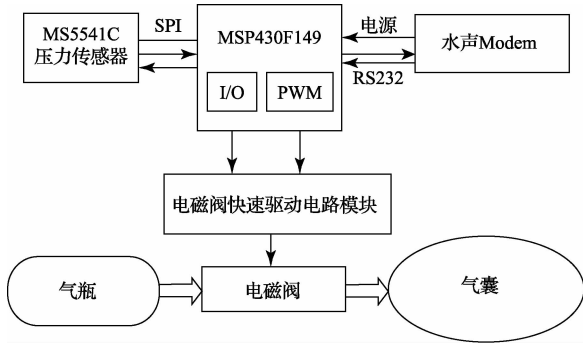 MS5541C
压力传感器
SPI
MSP430F149
I/O
PWM
电源
RS232
水声Modem
电磁阀快速驱动电路模块
气瓶
电磁阀
气囊